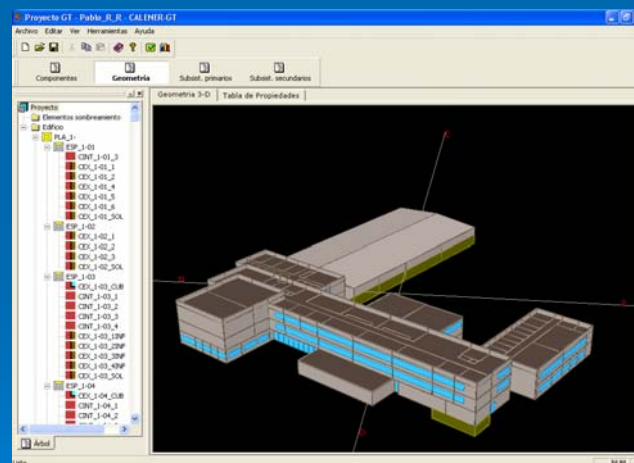 Proyecto GT - Pablo_R_R - CALENER-GT
Archivo Editar Ver Herramientas Ayuda
Componentes Geometría Subsist. primarios Subsist. secundarios
Geometría 3-D Tabla de Propiedades
Proyecto
Elementos sombreamiento
Edificio
PLA_1-
ESP_1-01
CINT_1-01_3
CEX_1-01_1
CEX_1-01_2
CEX_1-01_4
CEX_1-01_5
CEX_1-01_6
CEX_1-01_SOL
ESP_1-02
CEX_1-02_1
CEX_1-02_2
CEX_1-02_3
CEX_1-02_SOL
ESP_1-03
CEX_1-03_CUB
CINT_1-03_1
CINT_1-03_2
CINT_1-03_3
CINT_1-03_4
CEX_1-03_1INF
CEX_1-03_2INF
CEX_1-03_3INF
CEX_1-03_4INF
CEX_1-03_SOL
ESP_1-04
CEX_1-04_CUB
CINT_1-04_1
CINT_1-04_2
Árbol